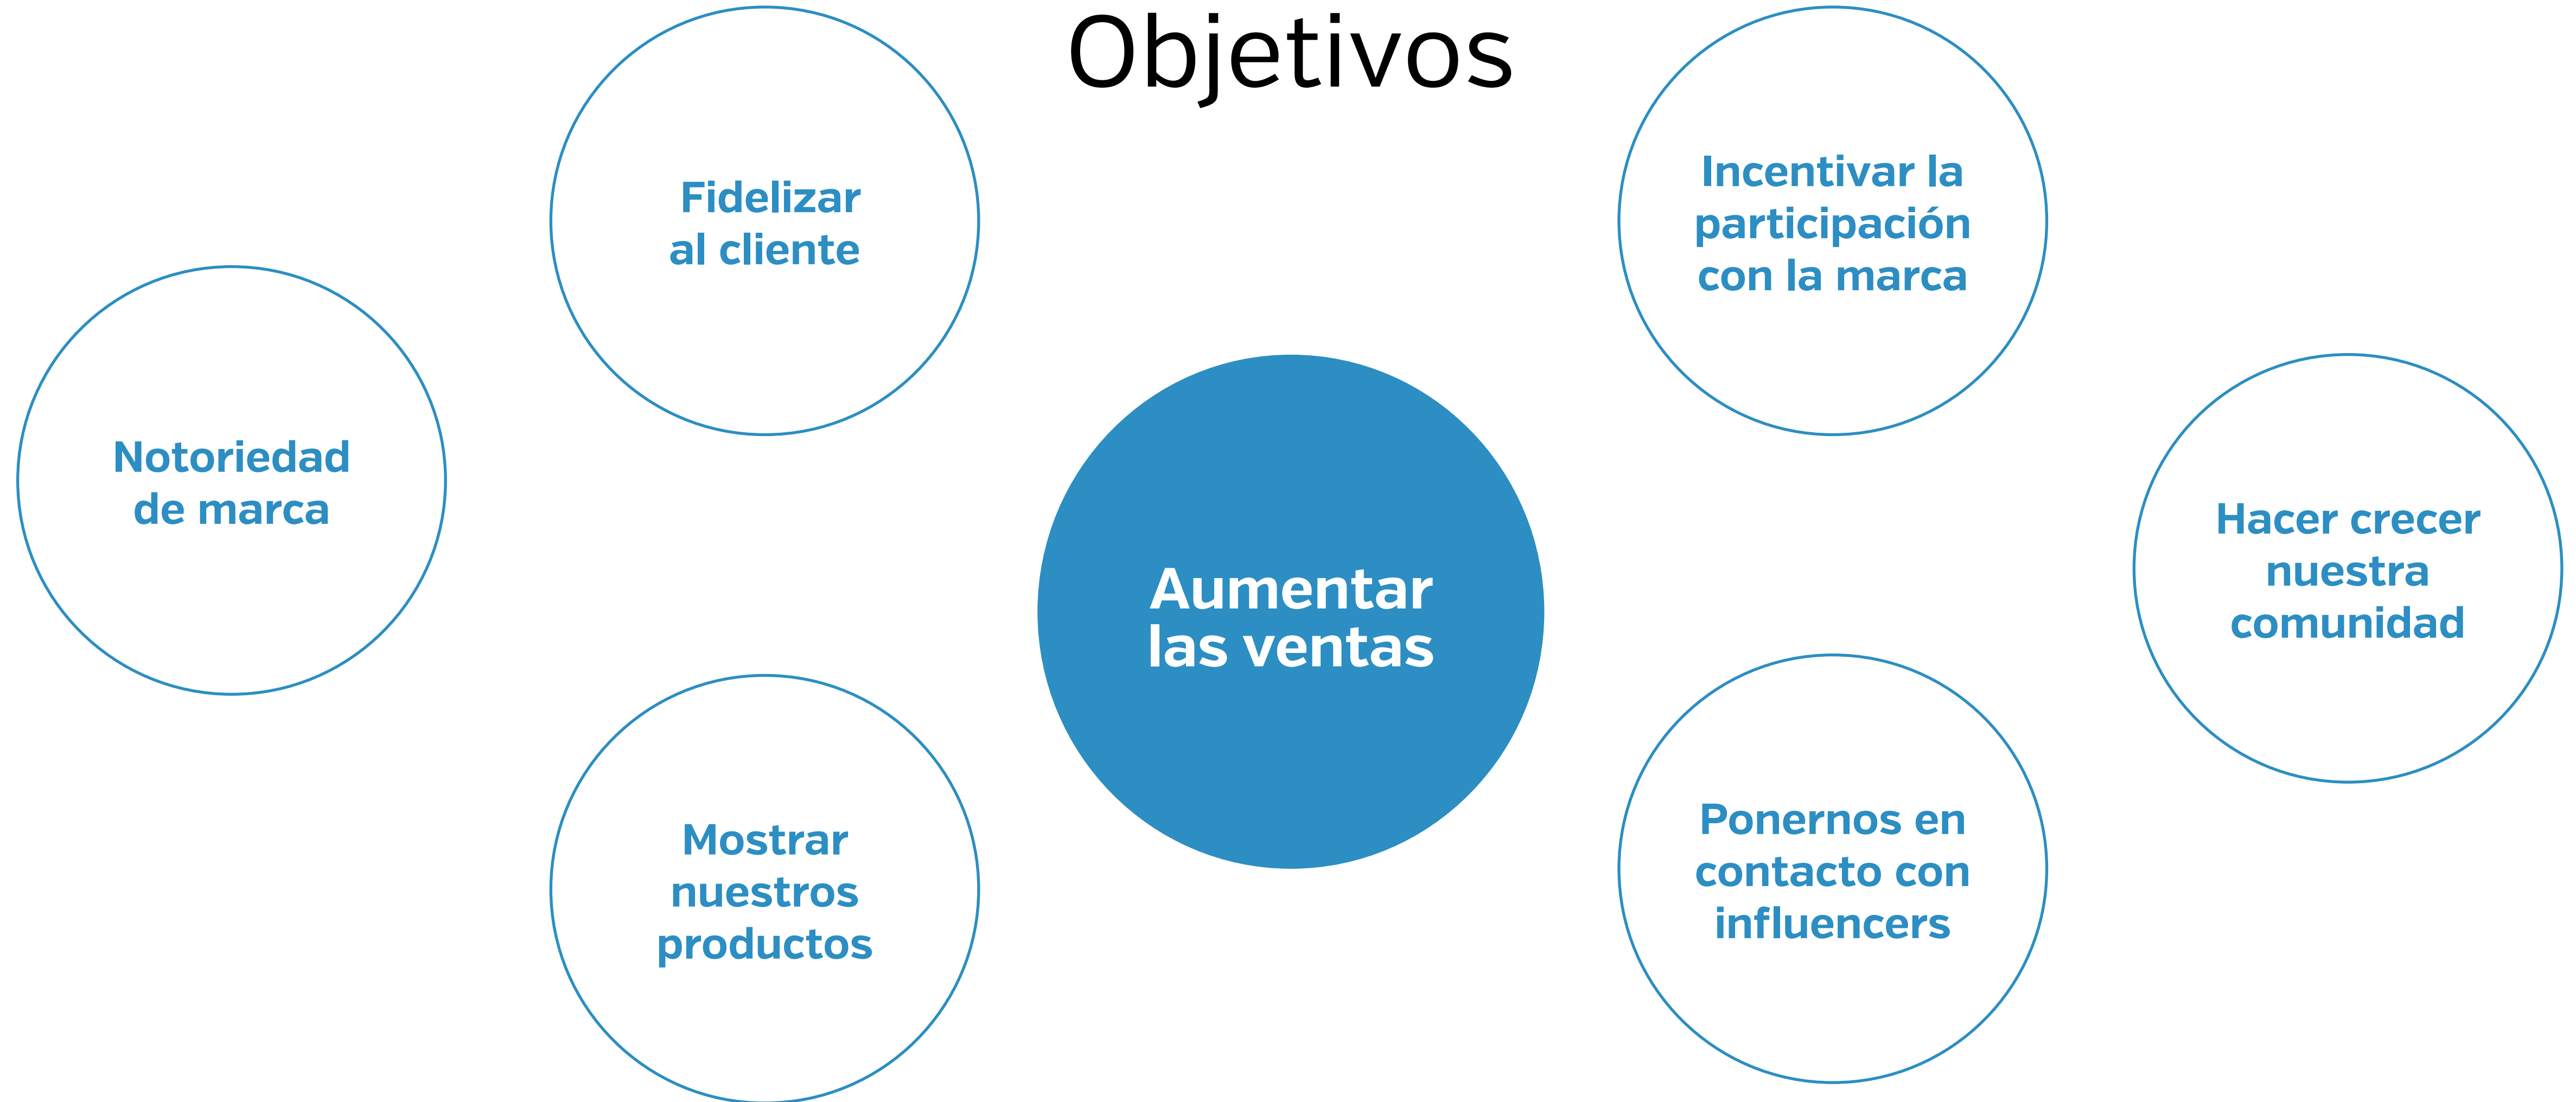 Objetivos
Fidelizar
al cliente
Incentivar la
participación
con la marca
Notoriedad
de marca
Aumentar
las ventas
Hacer crecer
nuestra
comunidad
Mostrar
nuestros
productos
Ponernos en
contacto con
influencers